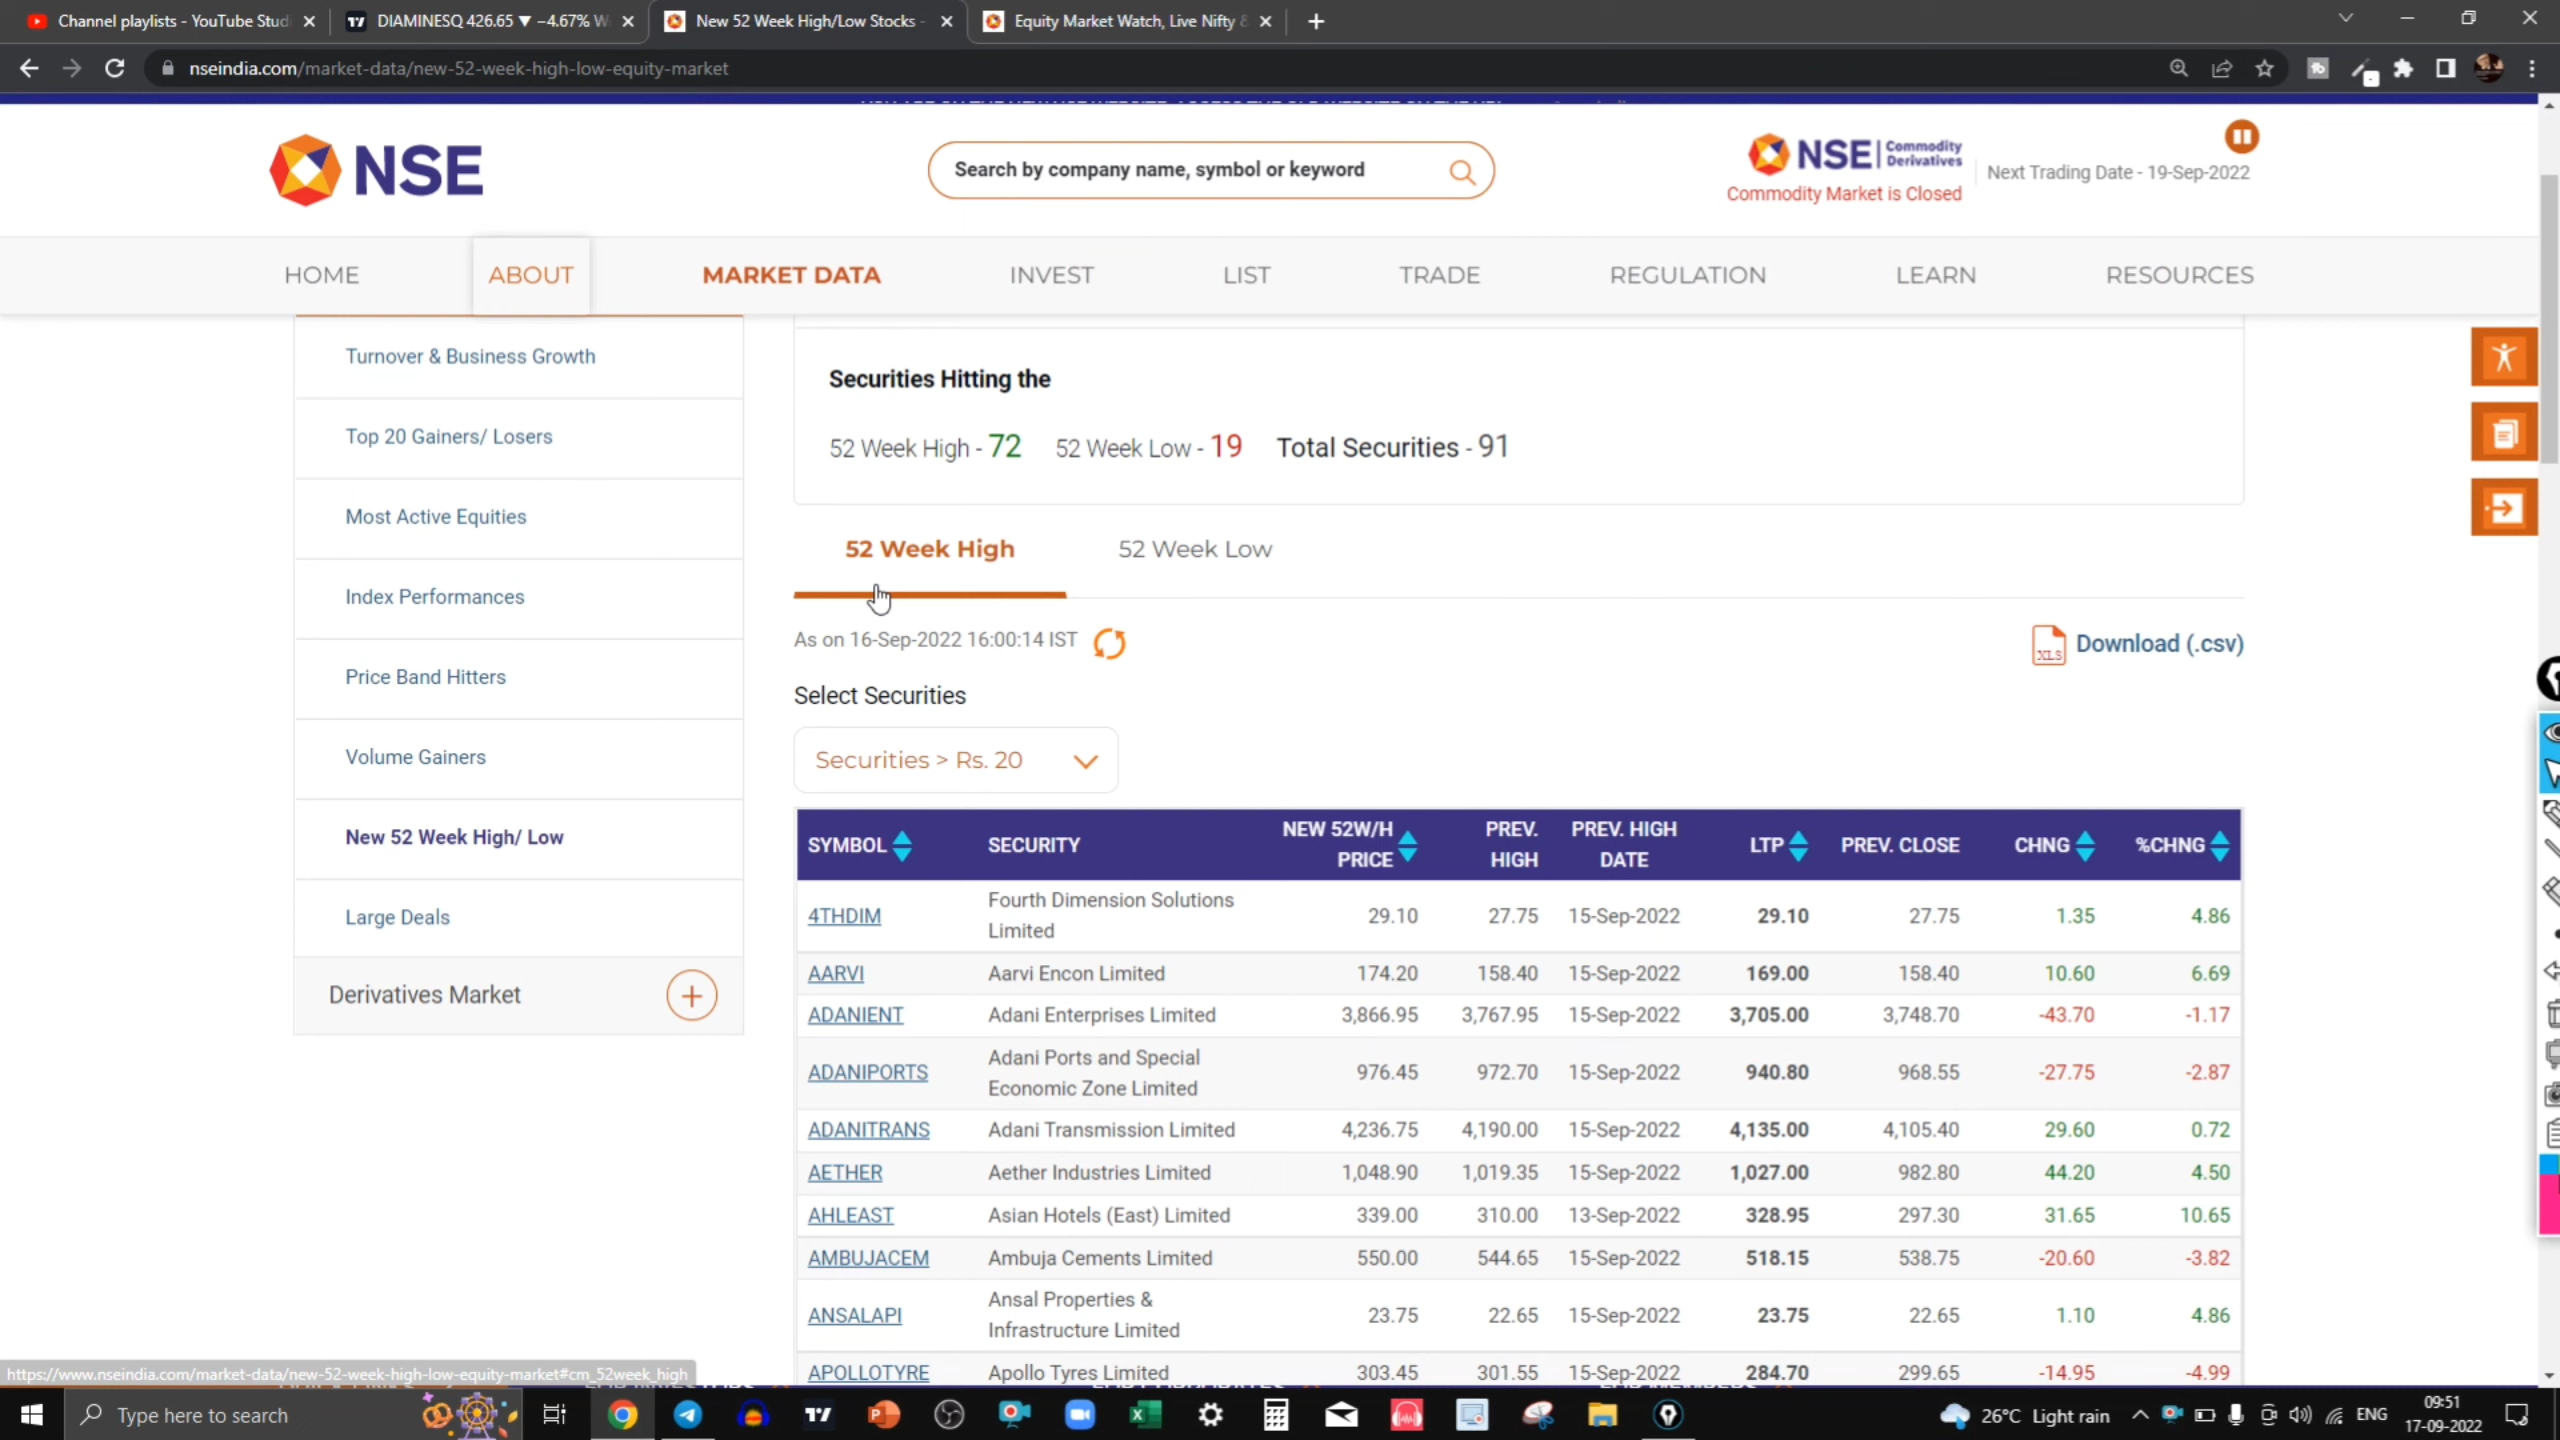 Channel playlists - YouTube Stud
DIAMINESQ 426.65 ▼ −4.67% W
New 52 Week High/Low Stocks -
Equity Market Watch, Live Nifty &
nseindia.com/market-data/new-52-week-high-low-equity-market
NSE
Search by company name, symbol or keyword
NSE Commodity Derivatives
Commodity Market is Closed
Next Trading Date - 19-Sep-2022
HOME ABOUT MARKET DATA INVEST LIST TRADE REGULATION LEARN RESOURCES
Turnover & Business Growth
Top 20 Gainers/ Losers
Most Active Equities
Index Performances
Price Band Hitters
Volume Gainers
New 52 Week High/ Low
Large Deals
Derivatives Market
Securities Hitting the
52 Week High - 72 52 Week Low - 19 Total Securities - 91
52 Week High 52 Week Low
As on 16-Sep-2022 16:00:14 IST
XLS Download (.csv)
Select Securities
Securities > Rs. 20
SYMBOL SECURITY NEW 52W/H PRICE PREV. HIGH PREV. HIGH DATE LTP PREV. CLOSE CHNG %CHNG
4THDIM Fourth Dimension Solutions Limited 29.10 27.75 15-Sep-2022 29.10 27.75 1.35 4.86
AARVI Aarvi Encon Limited 174.20 158.40 15-Sep-2022 169.00 158.40 10.60 6.69
ADANIENT Adani Enterprises Limited 3,866.95 3,767.95 15-Sep-2022 3,705.00 3,748.70 -43.70 -1.17
ADANIPORTS Adani Ports and Special Economic Zone Limited 976.45 972.70 15-Sep-2022 940.80 968.55 -27.75 -2.87
ADANITRANS Adani Transmission Limited 4,236.75 4,190.00 15-Sep-2022 4,135.00 4,105.40 29.60 0.72
AETHER Aether Industries Limited 1,048.90 1,019.35 15-Sep-2022 1,027.00 982.80 44.20 4.50
AHLEAST Asian Hotels (East) Limited 339.00 310.00 13-Sep-2022 328.95 297.30 31.65 10.65
AMBUJACEM Ambuja Cements Limited 550.00 544.65 15-Sep-2022 518.15 538.75 -20.60 -3.82
ANSALAPI Ansal Properties & Infrastructure Limited 23.75 22.65 15-Sep-2022 23.75 22.65 1.10 4.86
APOLLOTYRE Apollo Tyres Limited 303.45 301.55 15-Sep-2022 284.70 299.65 -14.95 -4.99
https://www.nseindia.com/market-data/new-52-week-high-low-equity-market#cm_52week_high
Type here to search
26°C Light rain
ENG
09:51
17-09-2022